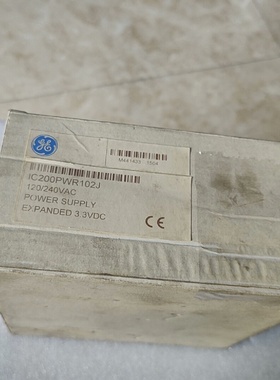 IC200PWR102J
120/240VAC
POWER SUPPLY
EXPANDED 3.3VDC
CE